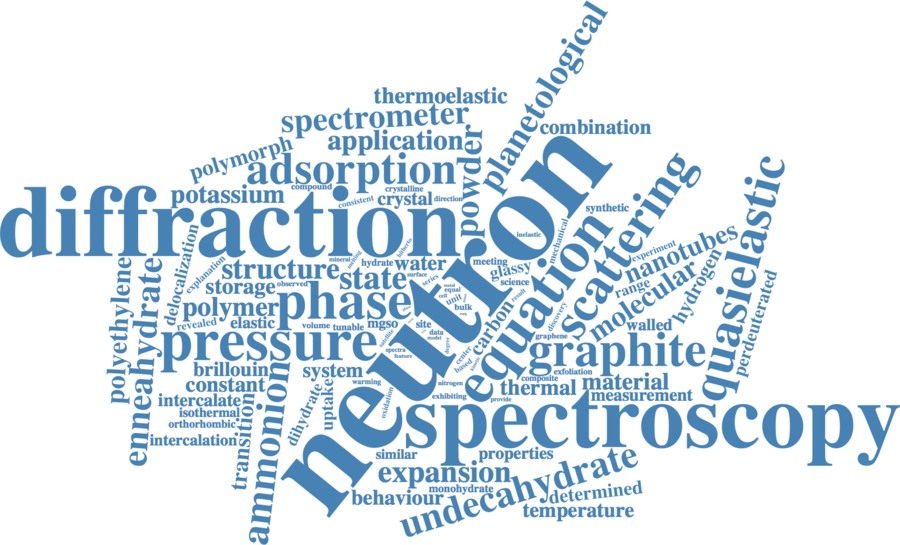 planetological
thermoelastic
spectrometer
combination
application
powder
polymorph
adsorption
compound
crystalline
potassium
consistent
crystal
direction
synthetic
diffraction
neutron
inelastic
mechanical
scattering
quasielastic
delocalization
explanation
melting
hitherto
mineral
hydrate
water
meeting
glassy
science
surface
series
structure
state
equation
experiment
nanotubes
range
molecular
hydrogen
perdeuterated
polyethylene
enneahydrate
storage
observed
phase
metal
equal
cell
unit
bulk
carbon
result
discovery
polymer
revealed
elastic
volume
tunable
mgso
site
data
model
walled
graphene
pressure
spectra
feature
degree
center
based
graphite
brillouin
system
constant
warming
nitrogen
composite
exfoliation
thermal
material
intercalate
isothermal
orthorhombic
intercalation
transition
ammonion
dihydrate
uptake
oxidation
exhibiting
provide
measurement
spectroscopy
similar
properties
expansion
monohydrate
behaviour
undecahydrate
determined
temperature